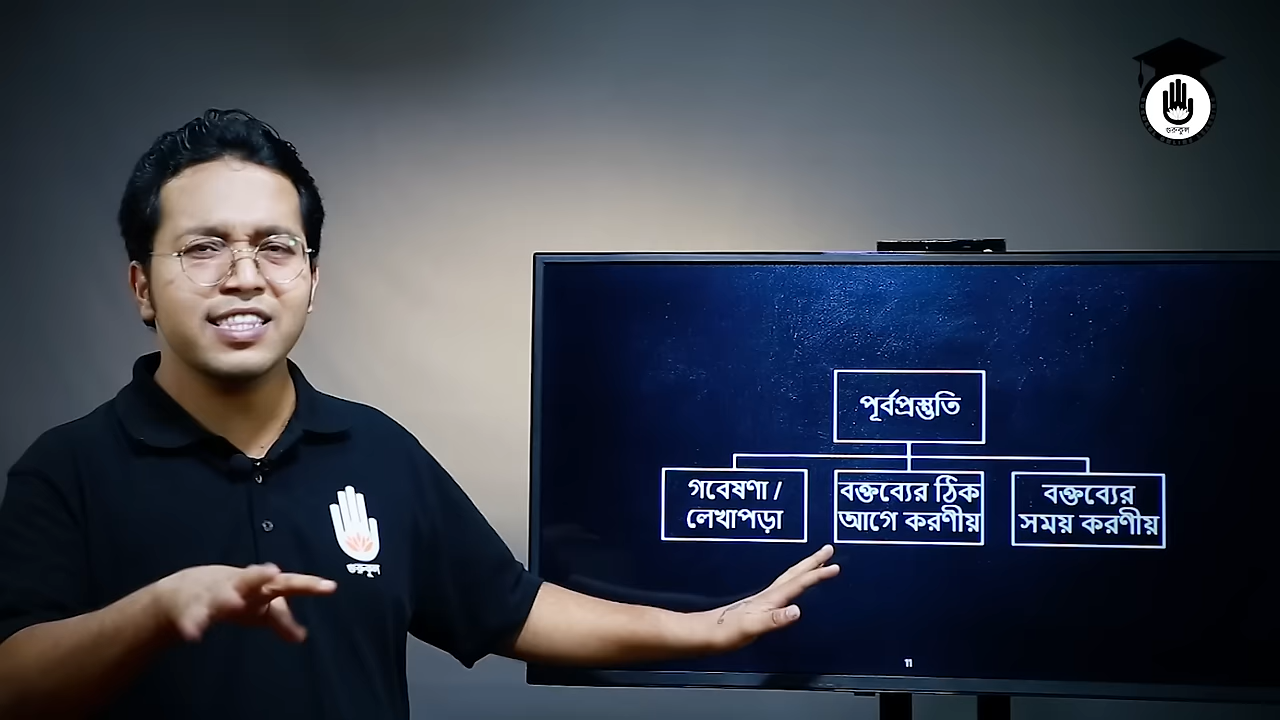 গুরুকুল
পূর্বপ্রস্তুতি
গবেষণা /
লেখাপড়া
বক্তব্যের ঠিক
আগে করণীয়
বক্তব্যের
সময় করণীয়
গুরুকুল
11